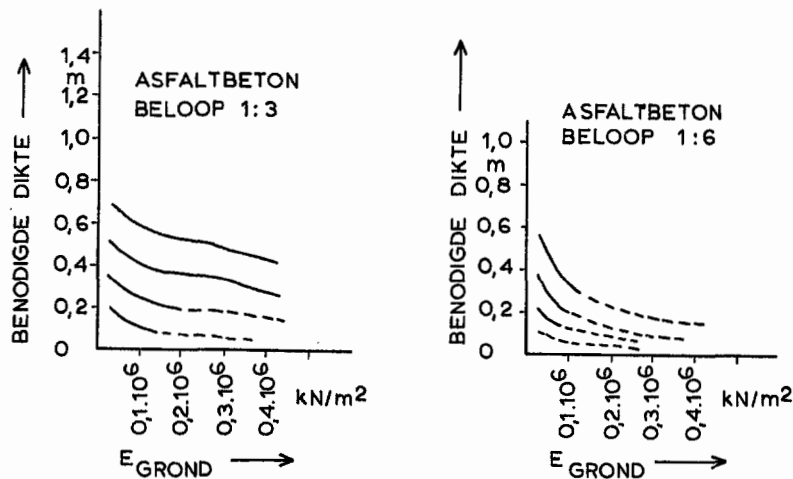 BENODIGDE DIKTE
1,4
m
1,2
1,0
0,8
0,6
0,4
0,2
0
ASFALTBETON
BELOOP 1:3
0,1.10⁶
0,2.10⁶
0,3.10⁶
0,4.10⁶
kN/m²
E GROND
BENODIGDE DIKTE
1,0
m
0,8
0,6
0,4
0,2
0
ASFALTBETON
BELOOP 1:6
0,1.10⁶
0,2.10⁶
0,3.10⁶
0,4.10⁶
kN/m²
E GROND